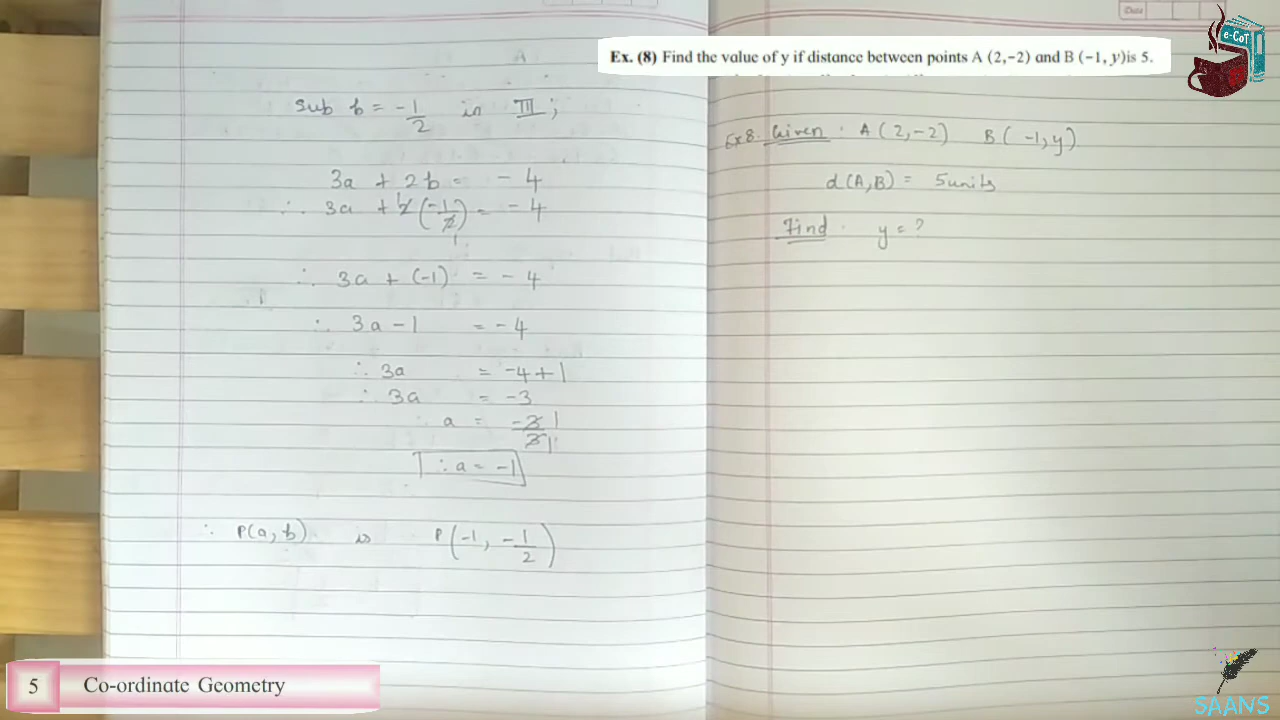 Sub b = -1/2 in III ;
3a + 2b = - 4
∴ 3a + 2 (-1/2) = - 4
∴ 3a + (-1) = - 4
∴ 3a - 1 = - 4
∴ 3a = -4 + 1
∴ 3a = -3
∴ a = -3/3
∴ a = -1
∴ P(a, b) is P(-1, -1/2)
Date
e-CoT
Ex. (8) Find the value of y if distance between points A (2,-2) and B (-1, y)is 5.
Ex 8. Given : A (2, -2) B (-1, y)
d(A,B) = 5units
Find . y = ?
5 Co-ordinate Geometry
SAANS